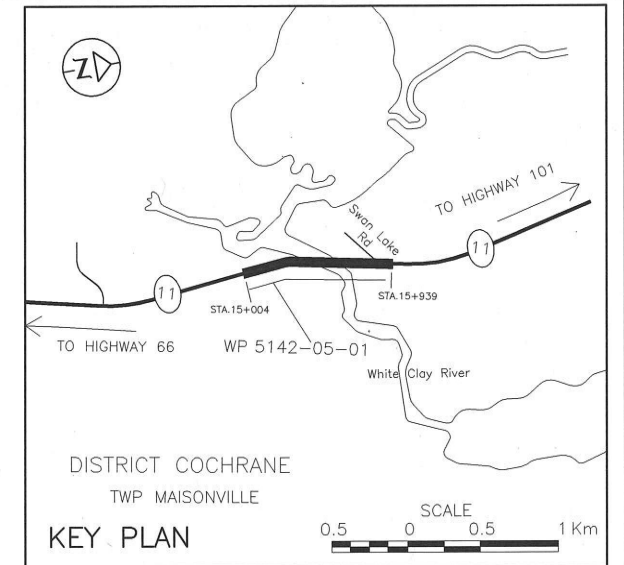 N
TO HIGHWAY 101
Swan Lake
Rd
11
11
STA.15+004
STA.15+939
TO HIGHWAY 66
WP 5142-05-01
White Clay River
DISTRICT COCHRANE
TWP MAISONVILLE
KEY PLAN
SCALE
0.5 0 0.5 1 Km